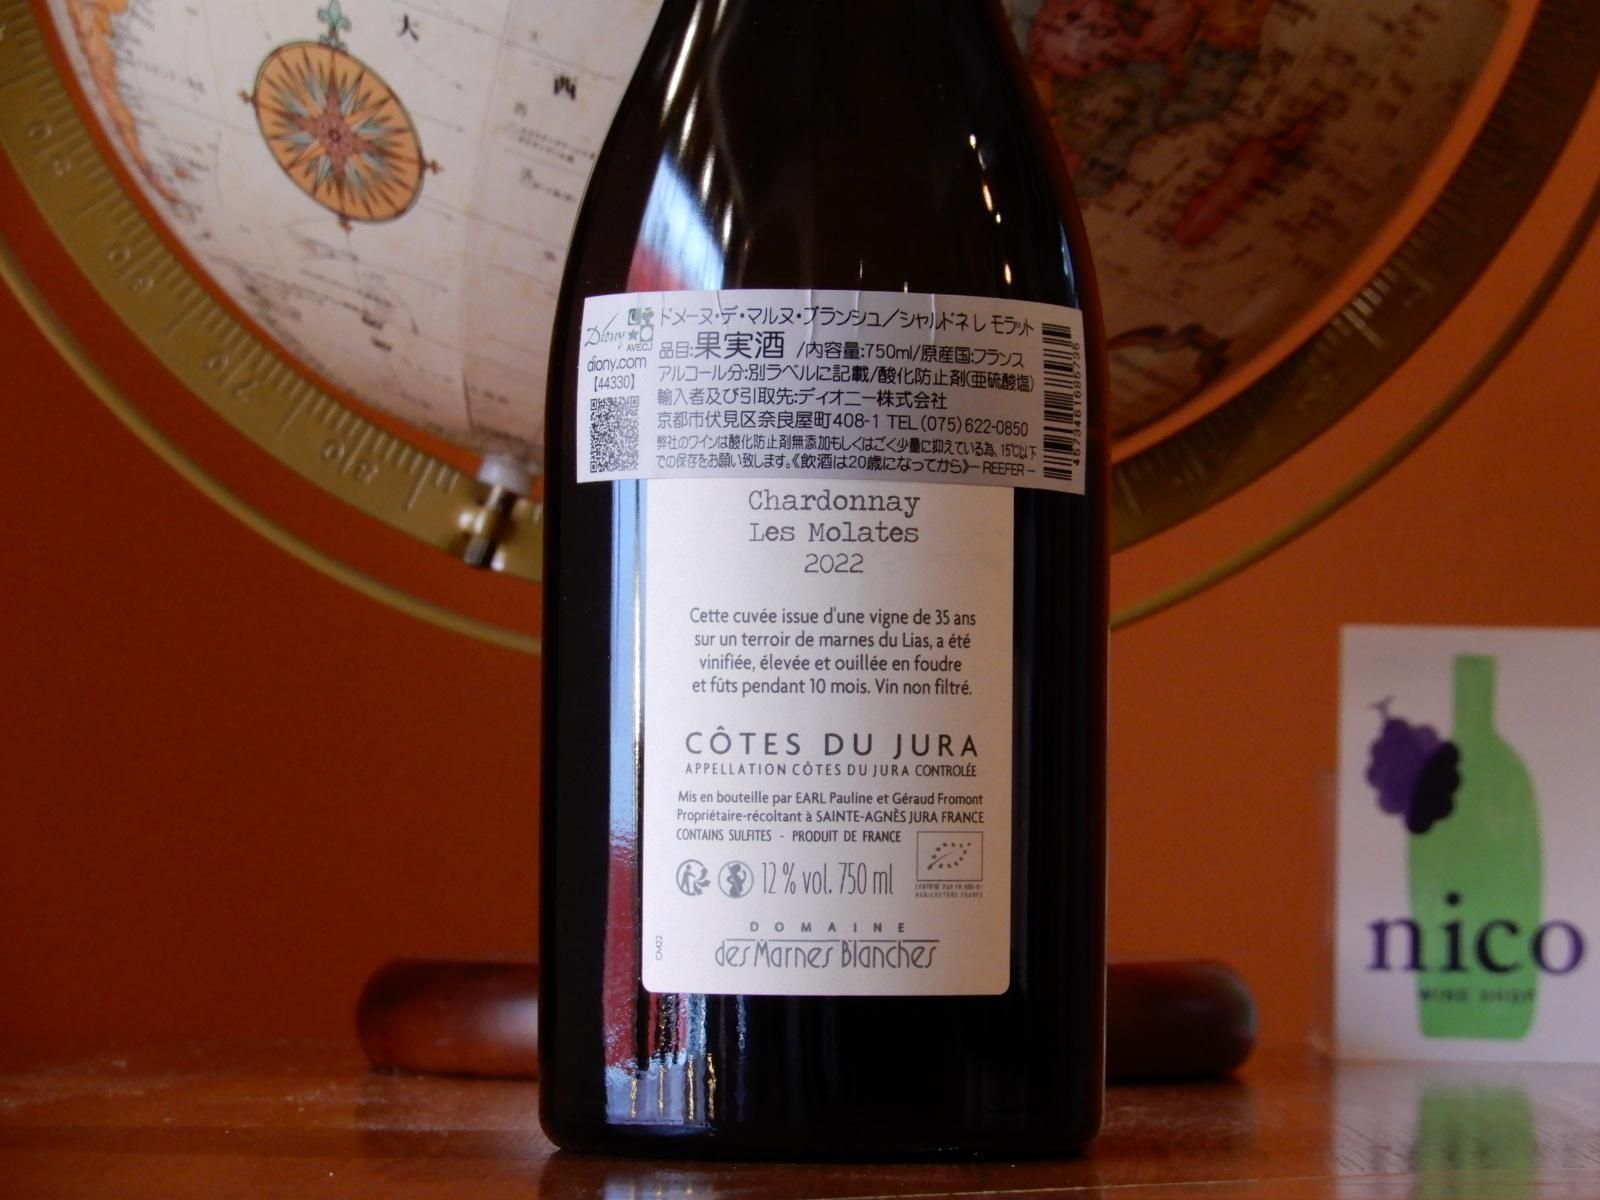 大
西
Diony
AVECJ
diony.com
【44330】
ドメーヌ・デ・マルヌ・ブランシュ／シャルドネ レ モラット
品目:果実酒 /内容量:750ml/原産国:フランス
アルコール分:別ラベルに記載/酸化防止剤(亜硫酸塩)
輸入者及び引取先:ディオニー株式会社
京都市伏見区奈良屋町408-1 TEL(075)622-0850
弊社のワインは酸化防止剤無添加もしくはごく少量に抑えている為、15℃以下
での保存をお願い致します。《飲酒は20歳になってから》− REEFER −
Chardonnay
Les Molates
2022
Cette cuvée issue d'une vigne de 35 ans
sur un terroir de marnes du Lias, a été
vinifiée, élevée et ouillée en foudre
et fûts pendant 10 mois. Vin non filtré.
CÔTES DU JURA
APPELLATION CÔTES DU JURA CONTROLÉE
Mis en bouteille par EARL Pauline et Géraud Fromont
Propriétaire-récoltant à SAINTE-AGNÈS JURA FRANCE
CONTAINS SULFITES - PRODUIT DE FRANCE
12 % vol. 750 ml
AGRICULTURE FRANCE
CM22
DOMAINE
des Marnes Blanches
nico
WINE SHOP